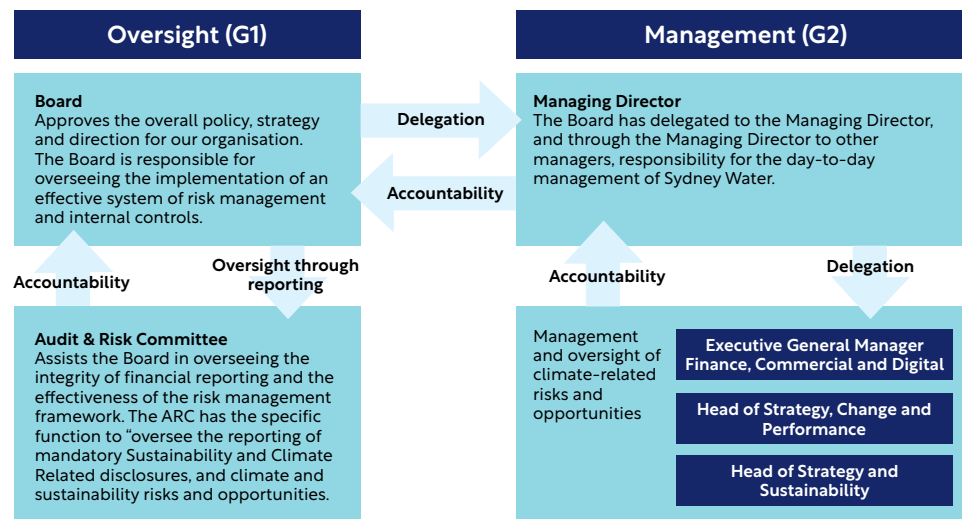 Oversight (G1)
Board
Approves the overall policy, strategy
and direction for our organisation.
The Board is responsible for
overseeing the implementation of an
effective system of risk management
and internal controls.
Accountability
Oversight through
reporting
Audit & Risk Committee
Assists the Board in overseeing the
integrity of financial reporting and the
effectiveness of the risk management
framework. The ARC has the specific
function to “oversee the reporting of
mandatory Sustainability and Climate
Related disclosures, and climate and
sustainability risks and opportunities.
Delegation
Accountability
Management (G2)
Managing Director
The Board has delegated to the Managing Director,
and through the Managing Director to other
managers, responsibility for the day-to-day
management of Sydney Water.
Accountability
Delegation
Management
and oversight of
climate-related
risks and
opportunities
Executive General Manager
Finance, Commercial and Digital
Head of Strategy, Change and
Performance
Head of Strategy and
Sustainability